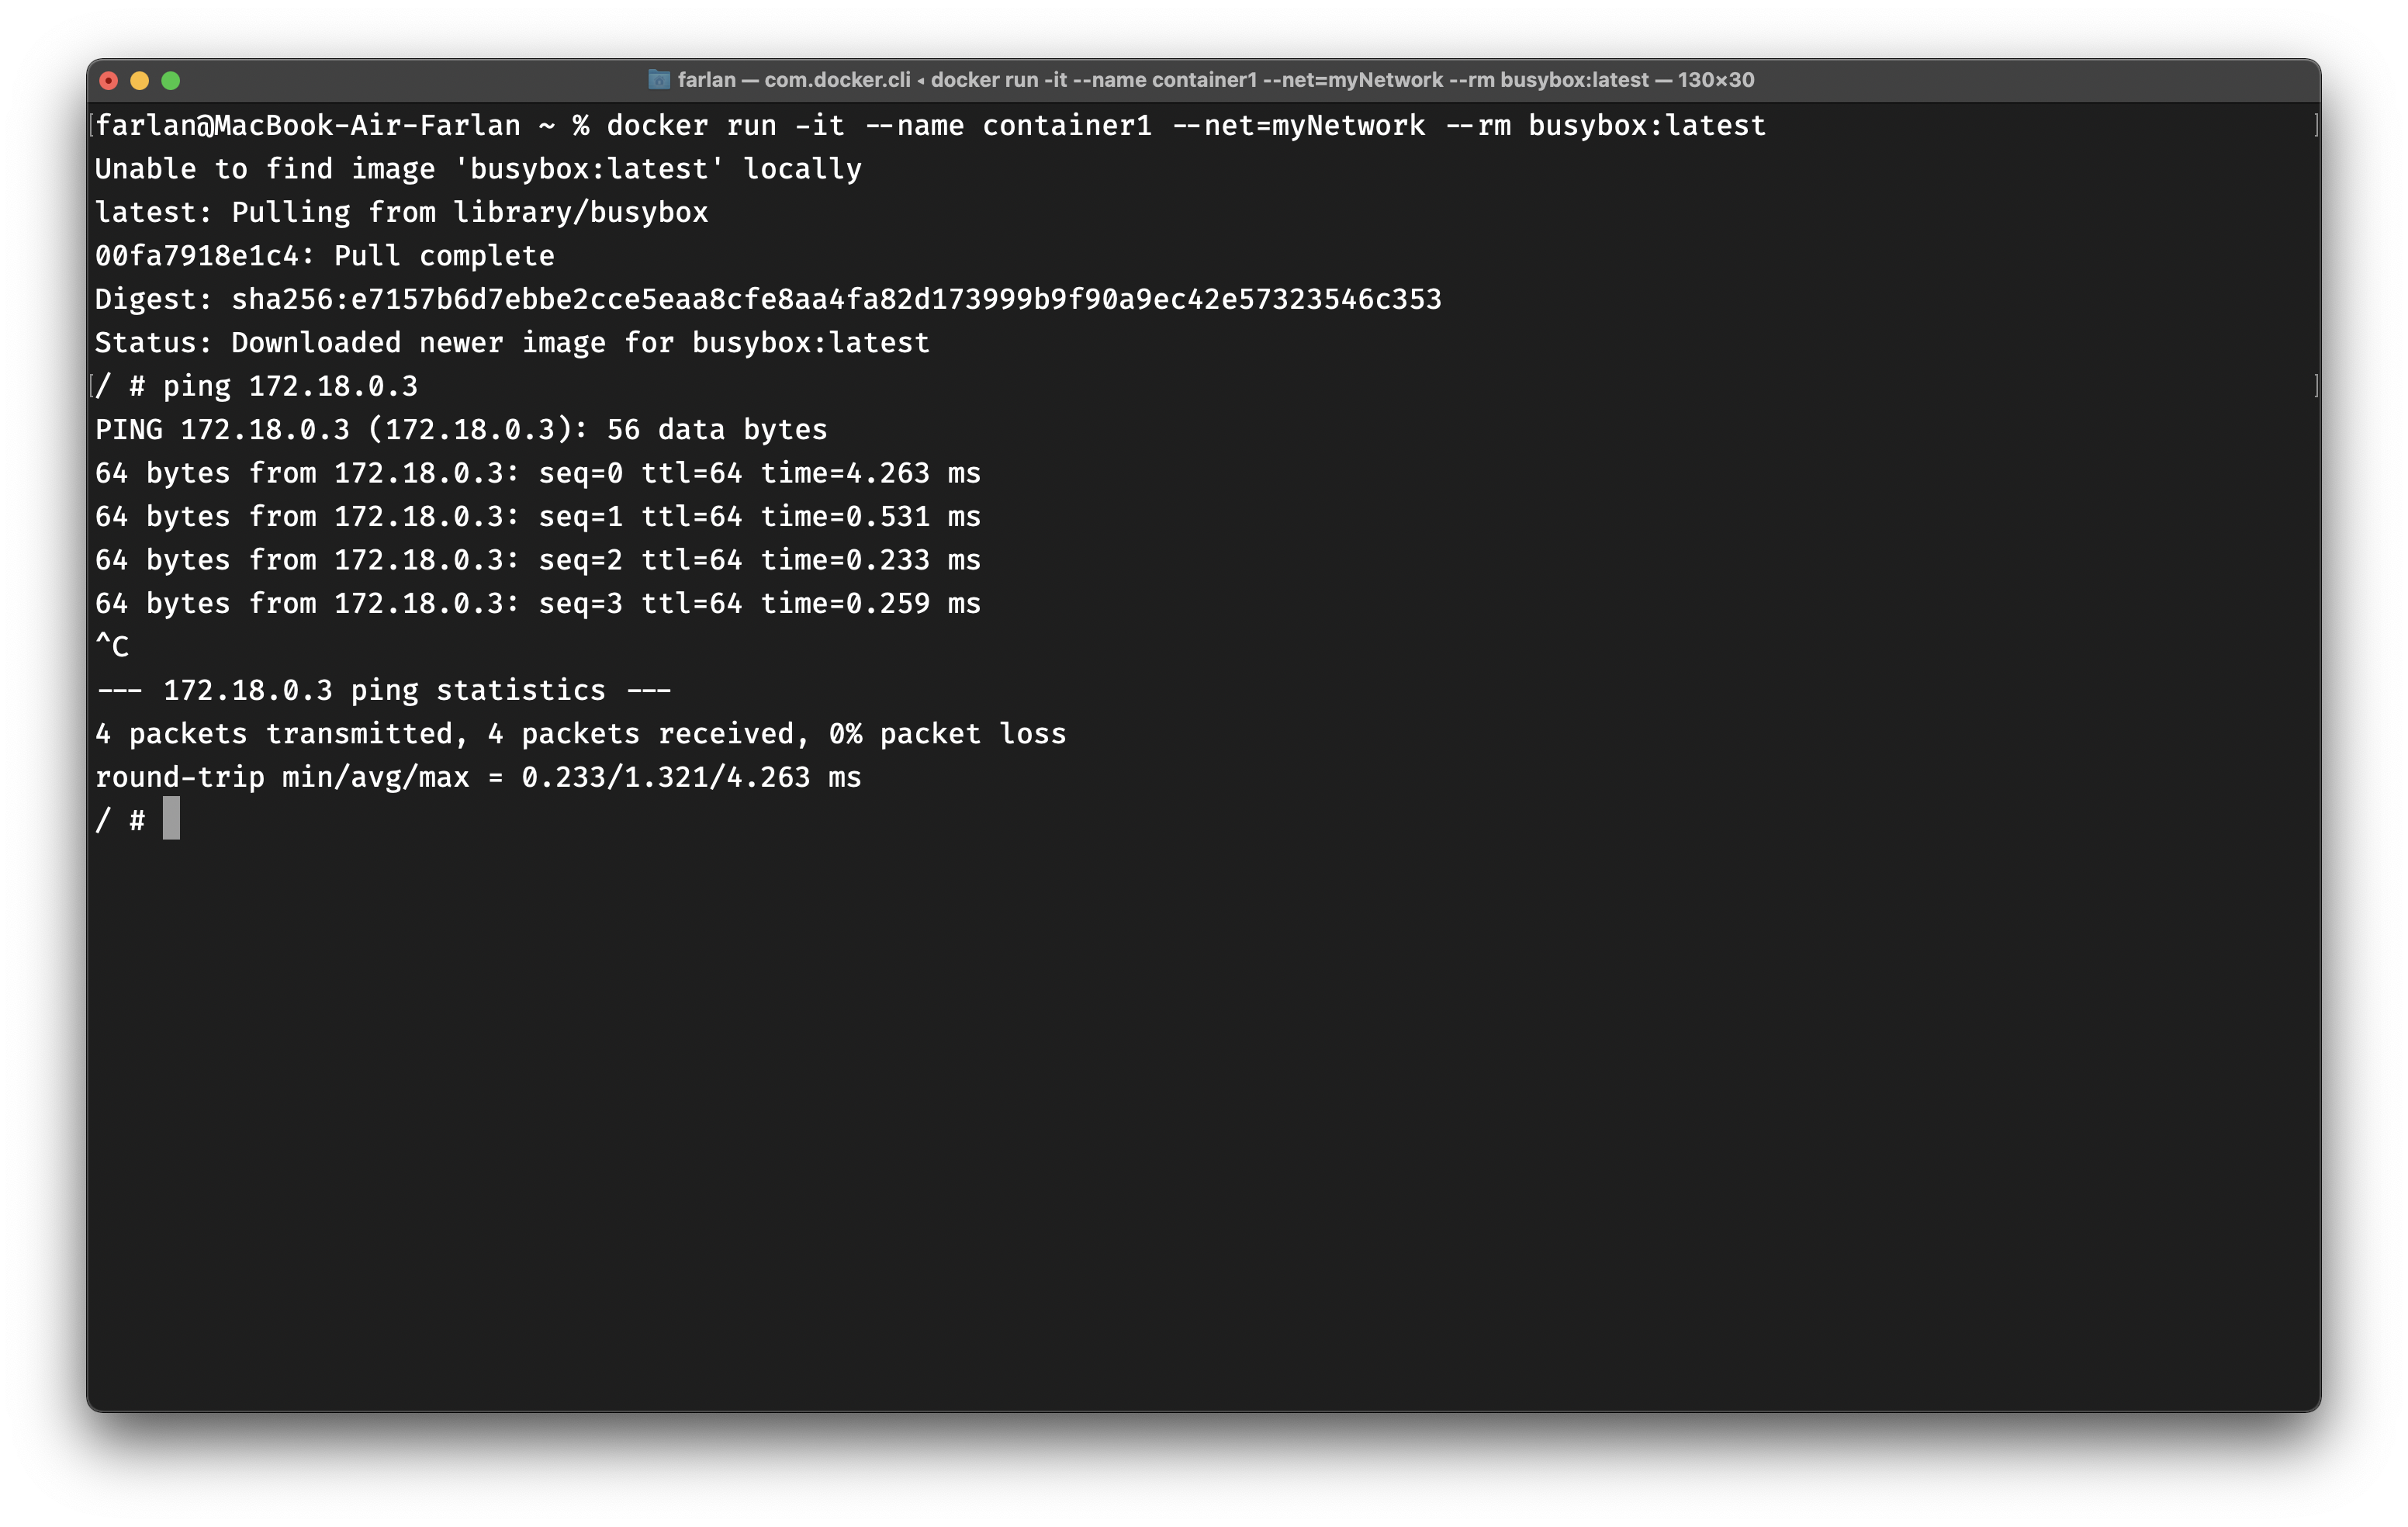 farlan — com.docker.cli ◂ docker run -it --name container1 --net=myNetwork --rm busybox:latest — 130×30
farlan@MacBook-Air-Farlan ~ % docker run -it --name container1 --net=myNetwork --rm busybox:latest
Unable to find image 'busybox:latest' locally
latest: Pulling from library/busybox
00fa7918e1c4: Pull complete
Digest: sha256:e7157b6d7ebbe2cce5eaa8cfe8aa4fa82d173999b9f90a9ec42e57323546c353
Status: Downloaded newer image for busybox:latest
/ # ping 172.18.0.3
PING 172.18.0.3 (172.18.0.3): 56 data bytes
64 bytes from 172.18.0.3: seq=0 ttl=64 time=4.263 ms
64 bytes from 172.18.0.3: seq=1 ttl=64 time=0.531 ms
64 bytes from 172.18.0.3: seq=2 ttl=64 time=0.233 ms
64 bytes from 172.18.0.3: seq=3 ttl=64 time=0.259 ms
^C
--- 172.18.0.3 ping statistics ---
4 packets transmitted, 4 packets received, 0% packet loss
round-trip min/avg/max = 0.233/1.321/4.263 ms
/ #